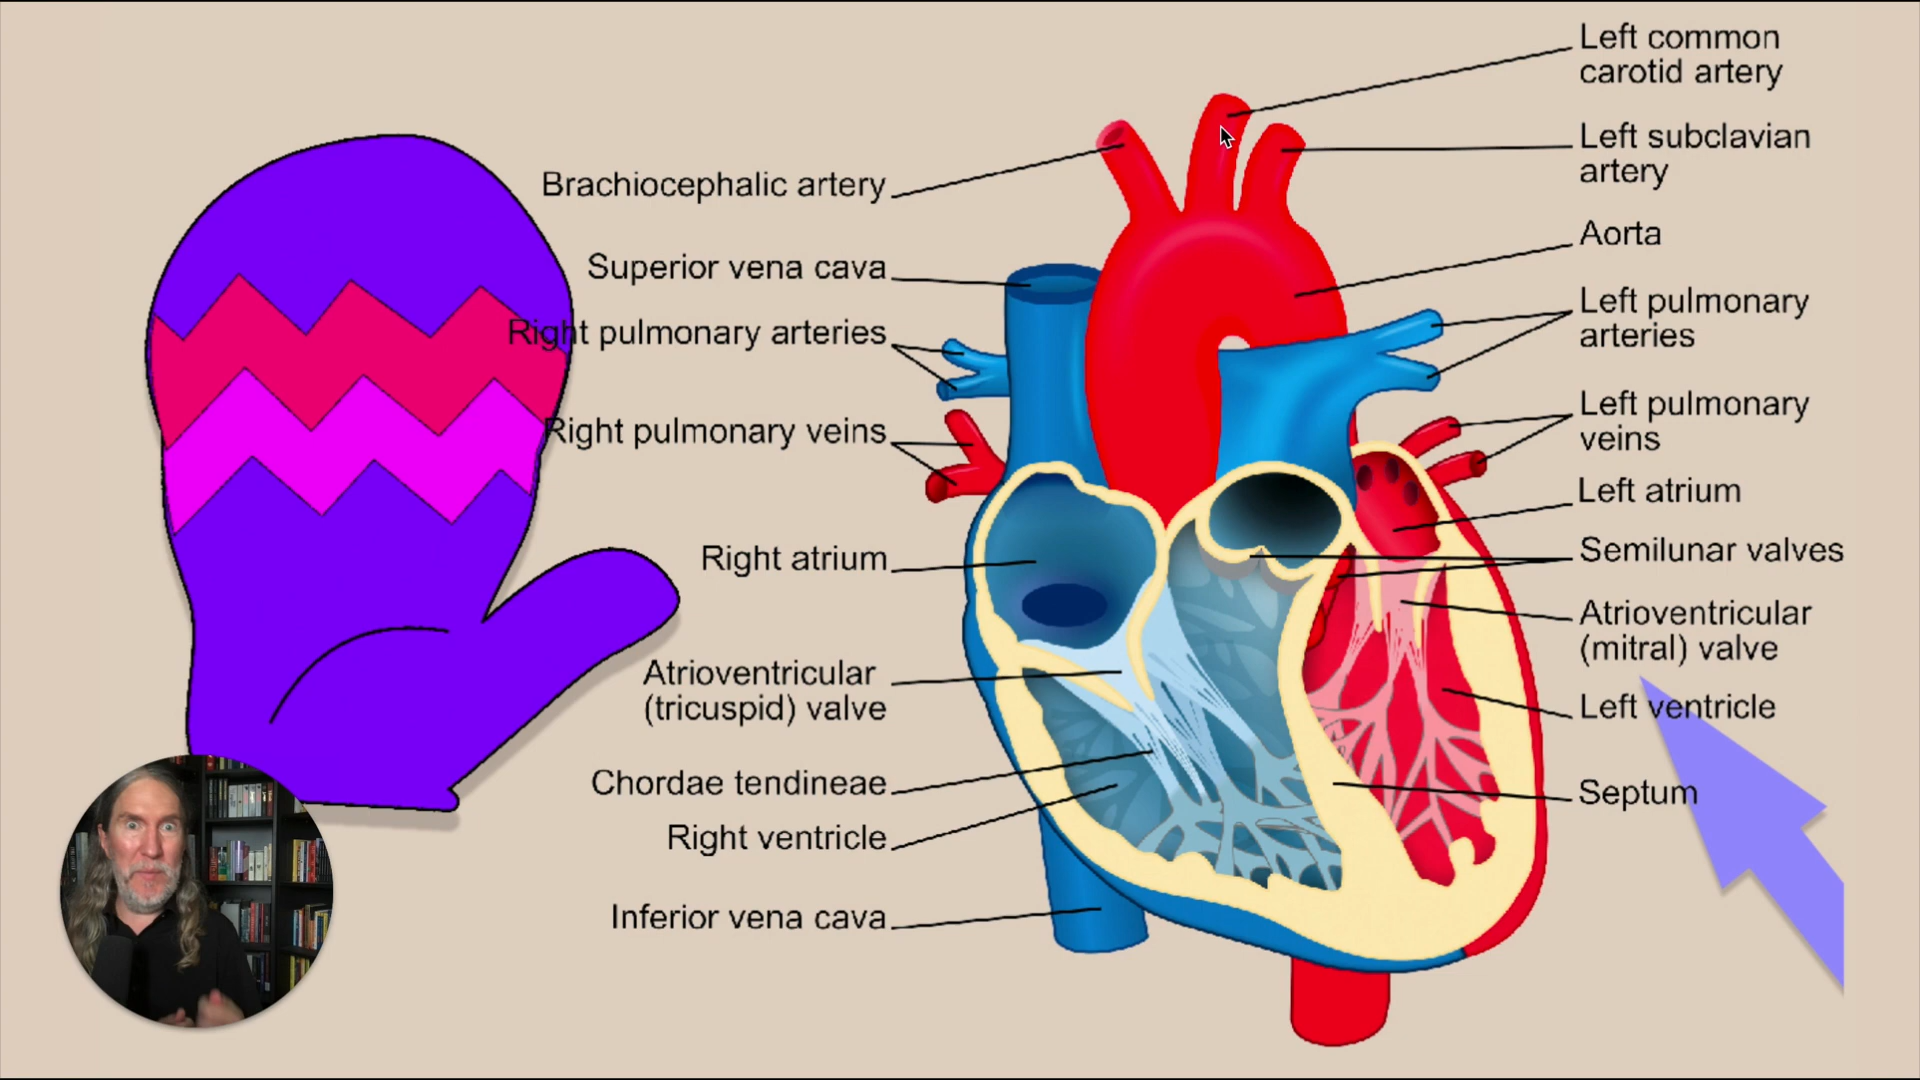 Left common
carotid artery
Left subclavian
artery
Brachiocephalic artery
Aorta
Superior vena cava
Left pulmonary
arteries
Right pulmonary arteries
Left pulmonary
veins
Right pulmonary veins
Left atrium
Semilunar valves
Right atrium
Atrioventricular
(mitral) valve
Atrioventricular
(tricuspid) valve
Left ventricle
Chordae tendineae
Septum
Right ventricle
Inferior vena cava